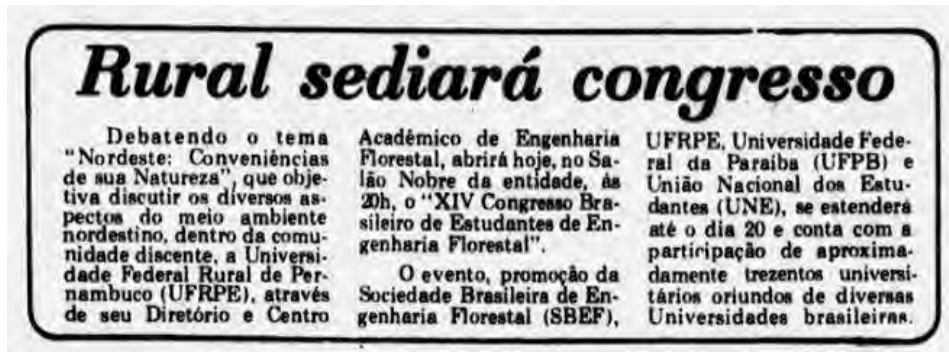 Rural sediará congresso
Debatendo o tema
"Nordeste: Conveniências
de sua Natureza", que obje-
tiva discutir os diversos as-
pectos do meio ambiente
nordestino, dentro da comu-
nidade discente, a Universi-
dade Federal Rural de Per-
nambuco (UFRPE), através
de seu Diretório e Centro
Acadêmico de Engenharia
Florestal, abrirá hoje, no Sa-
lão Nobre da entidade, às
20h, o "XIV Congresso Bra-
sileiro de Estudantes de En-
genharia Florestal".
O evento, promoção da
Sociedade Brasileira de En-
genharia Florestal (SBEF),
UFRPE, Universidade Fede-
ral da Paraíba (UFPB) e
União Nacional dos Estu-
dantes (UNE), se estenderá
até o dia 20 e conta com a
participação de aproxima-
damente trezentos universi-
tários oriundos de diversas
Universidades brasileiras.